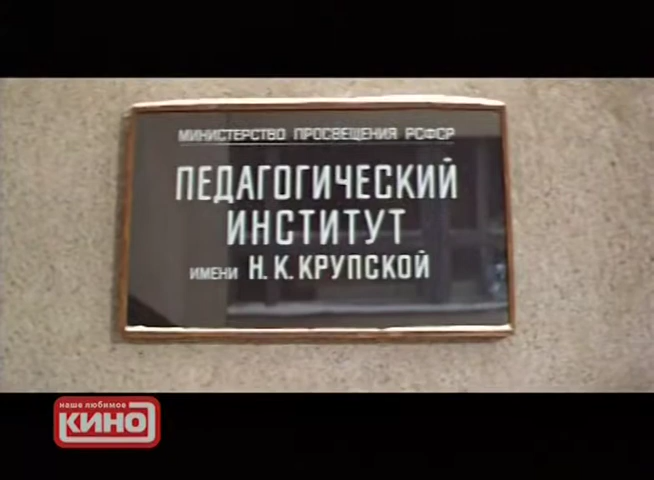 МИНИСТЕРСТВО ПРОСВЕЩЕНИЯ РСФСР
ПЕДАГОГИЧЕСКИЙ
ИНСТИТУТ
ИМЕНИ Н.К.КРУПСКОЙ
наше любимое
КИНО